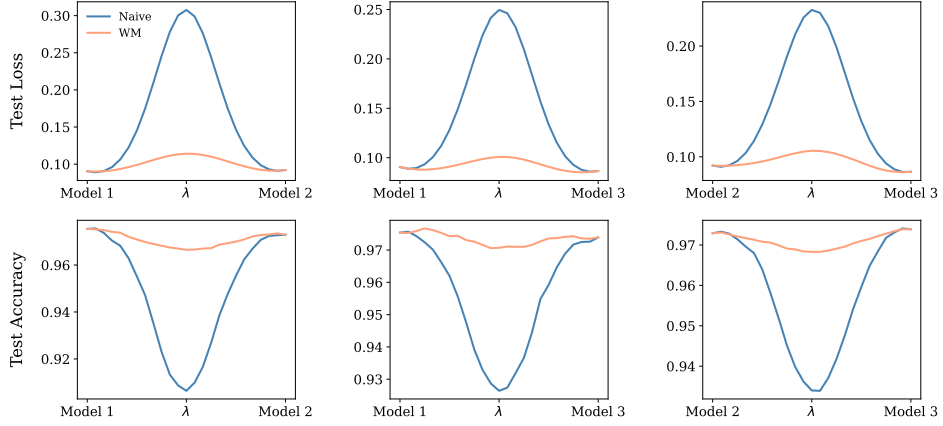 Test Loss
0.30
0.25
0.20
0.15
0.10
Naive
WM
Model 1 λ Model 2
0.25
0.20
0.15
0.10
Model 1 λ Model 3
0.20
0.15
0.10
Model 2 λ Model 3
Test Accuracy
0.96
0.94
0.92
Model 1 λ Model 2
0.97
0.96
0.95
0.94
0.93
Model 1 λ Model 3
0.97
0.96
0.95
0.94
Model 2 λ Model 3